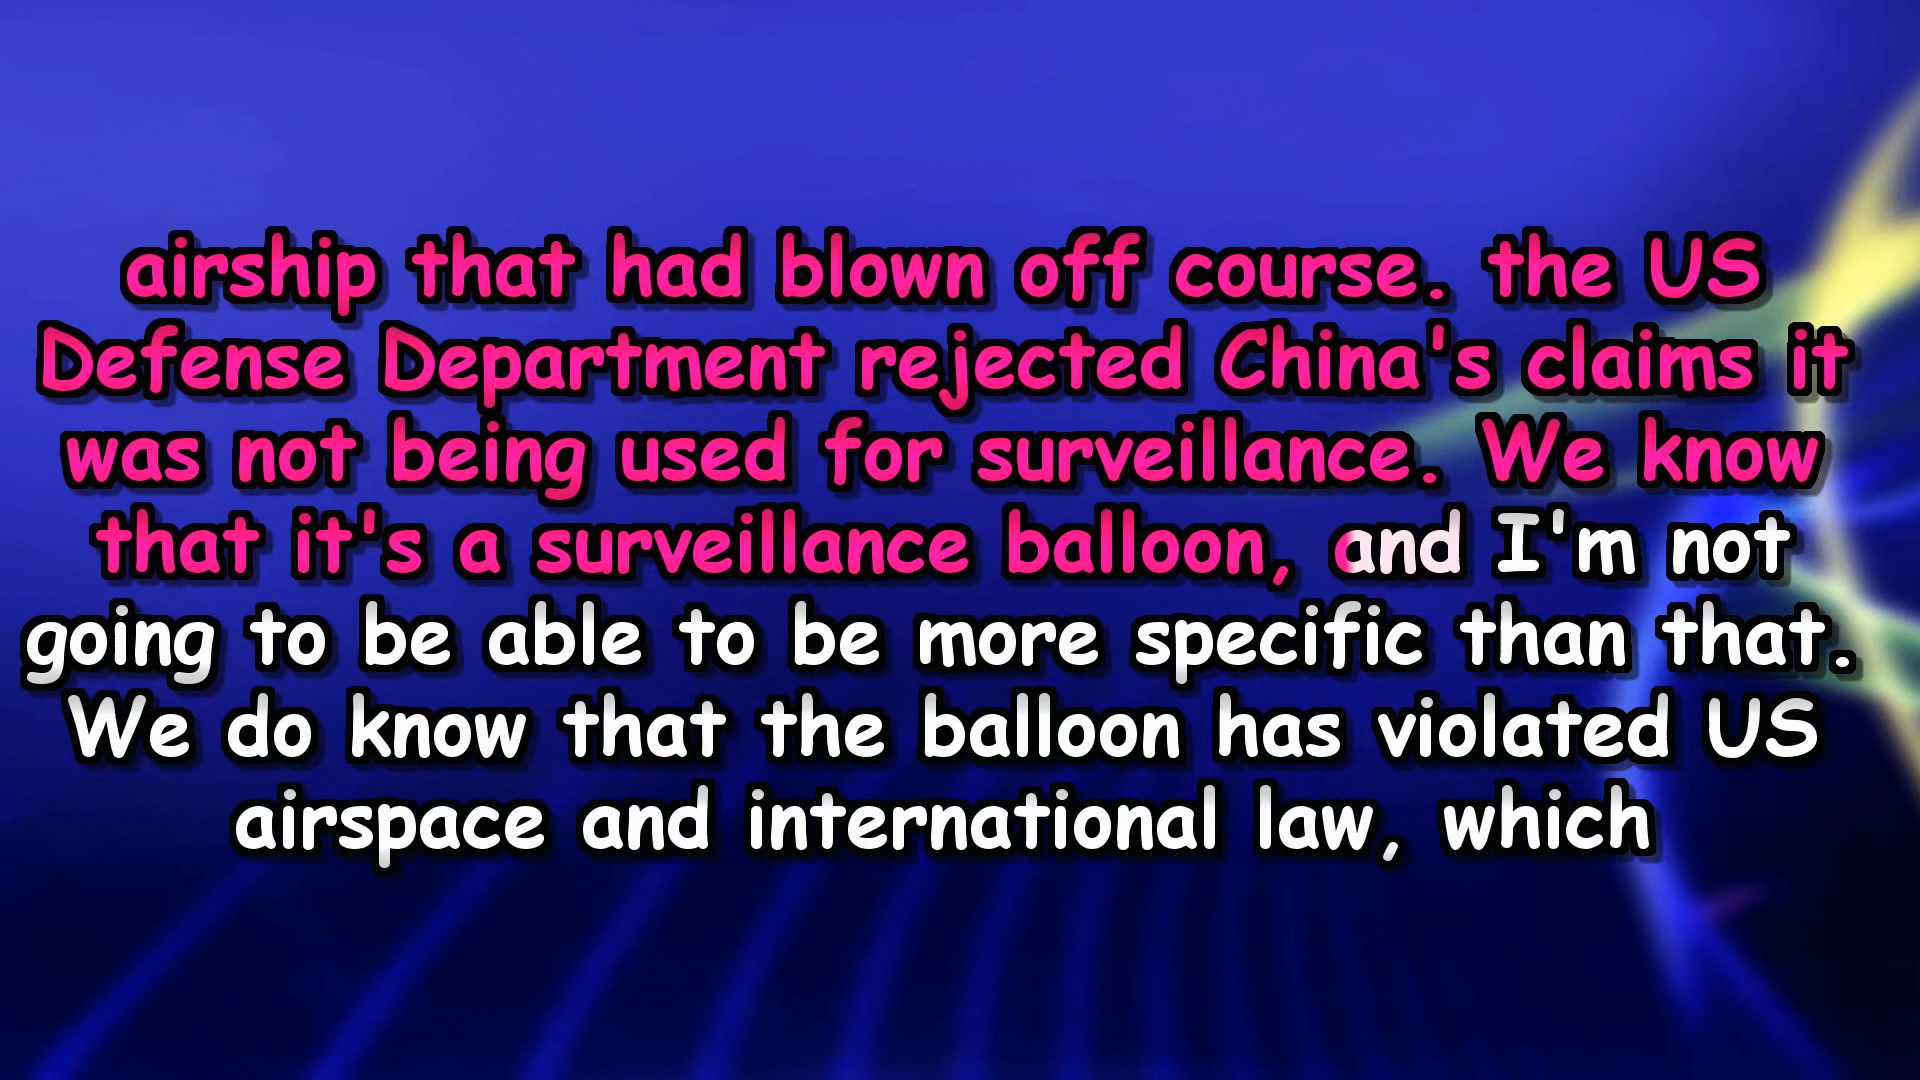 airship that had blown off course. the US
Defense Department rejected China's claims it
was not being used for surveillance. We know
that it's a surveillance balloon, and I'm not
going to be able to be more specific than that.
We do know that the balloon has violated US
airspace and international law, which